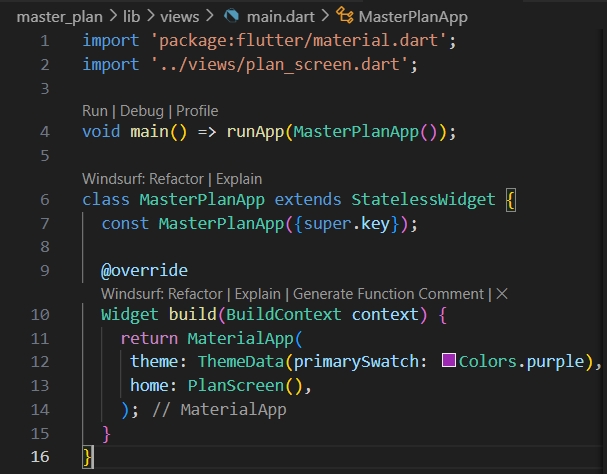 master_plan > lib > views > main.dart > MasterPlanApp
1 import 'package:flutter/material.dart';
2 import '../views/plan_screen.dart';
3
Run | Debug | Profile
4 void main() => runApp(MasterPlanApp());
5
Windsurf: Refactor | Explain
6 class MasterPlanApp extends StatelessWidget {
7   const MasterPlanApp({super.key});
8
9   @override
Windsurf: Refactor | Explain | Generate Function Comment | ×
10   Widget build(BuildContext context) {
11     return MaterialApp(
12      theme: ThemeData(primarySwatch: Colors.purple),
13      home: PlanScreen(),
14     ); // MaterialApp
15   }
16 }